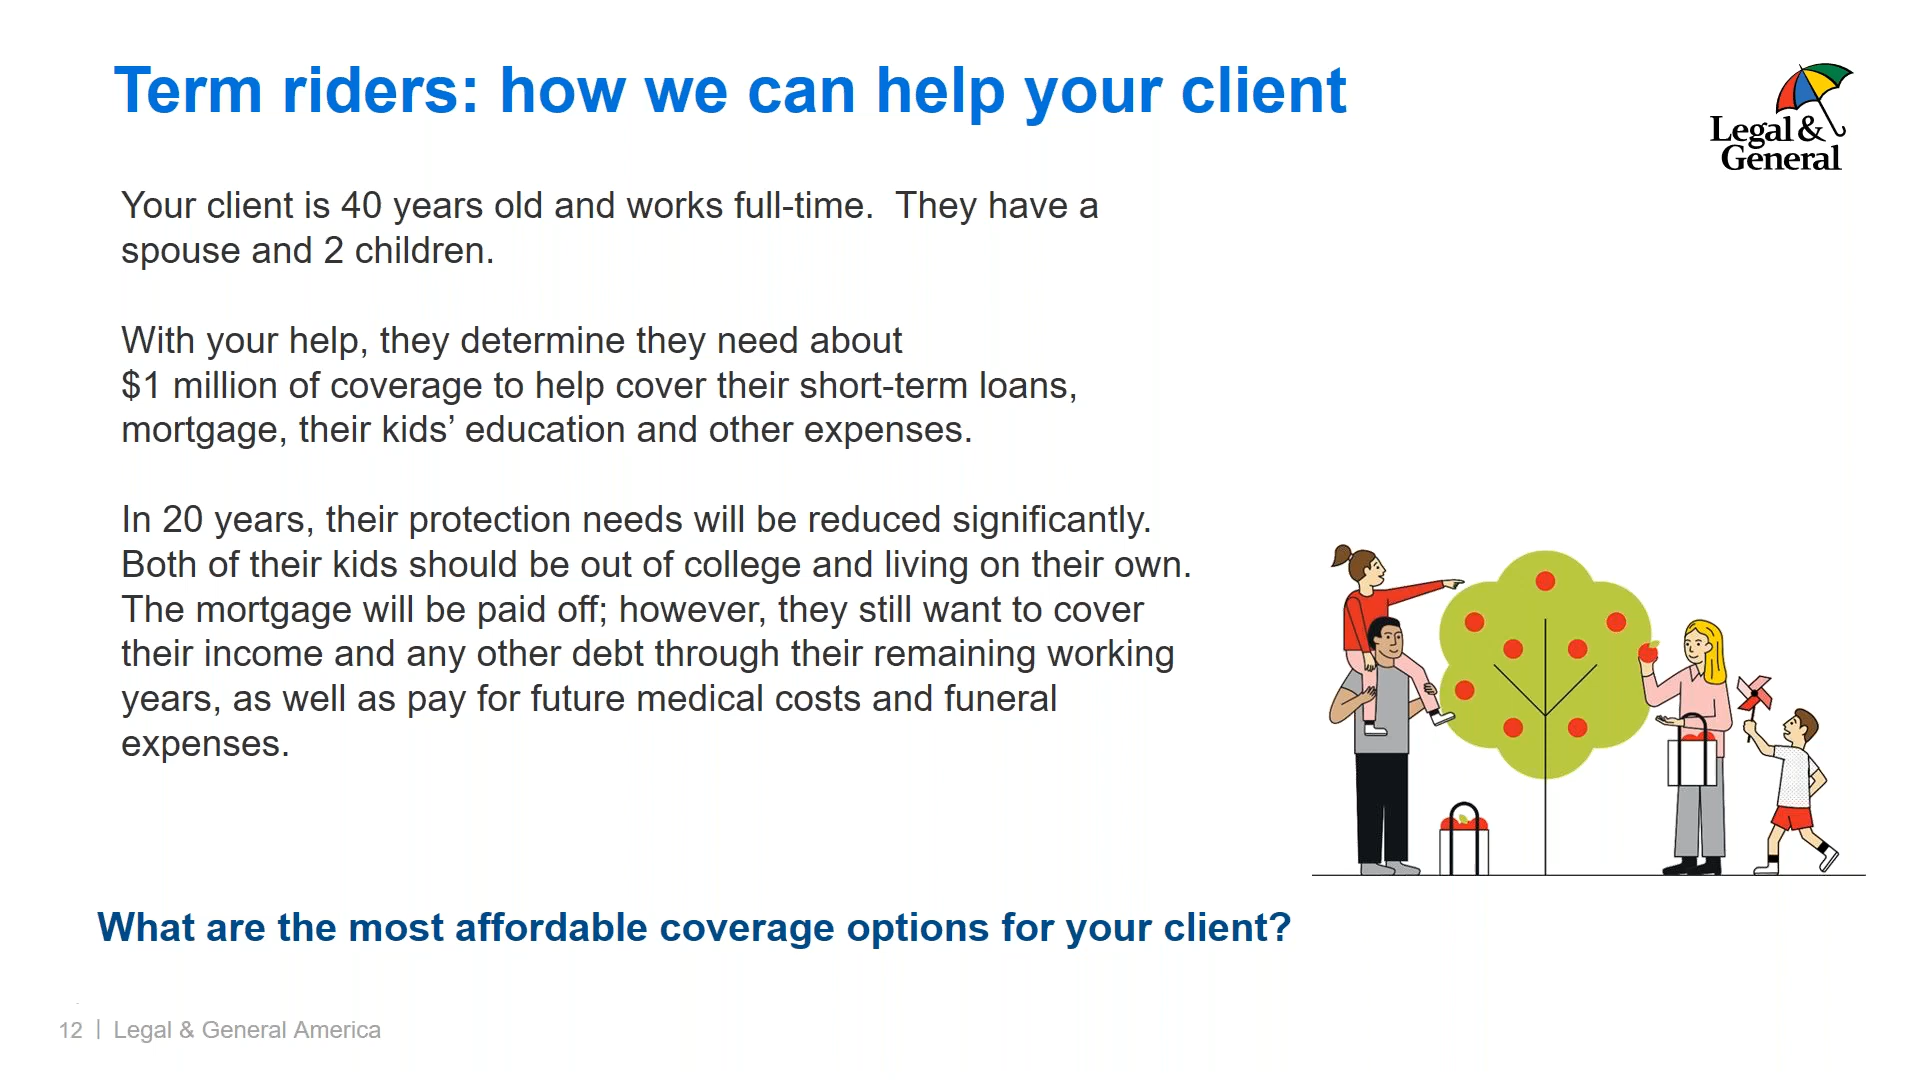 Term riders: how we can help your client
Legal &
General
Your client is 40 years old and works full-time.  They have a
spouse and 2 children.
With your help, they determine they need about
$1 million of coverage to help cover their short-term loans,
mortgage, their kids’ education and other expenses.
In 20 years, their protection needs will be reduced significantly.
Both of their kids should be out of college and living on their own.
The mortgage will be paid off; however, they still want to cover
their income and any other debt through their remaining working
years, as well as pay for future medical costs and funeral
expenses.
What are the most affordable coverage options for your client?
12 | Legal & General America